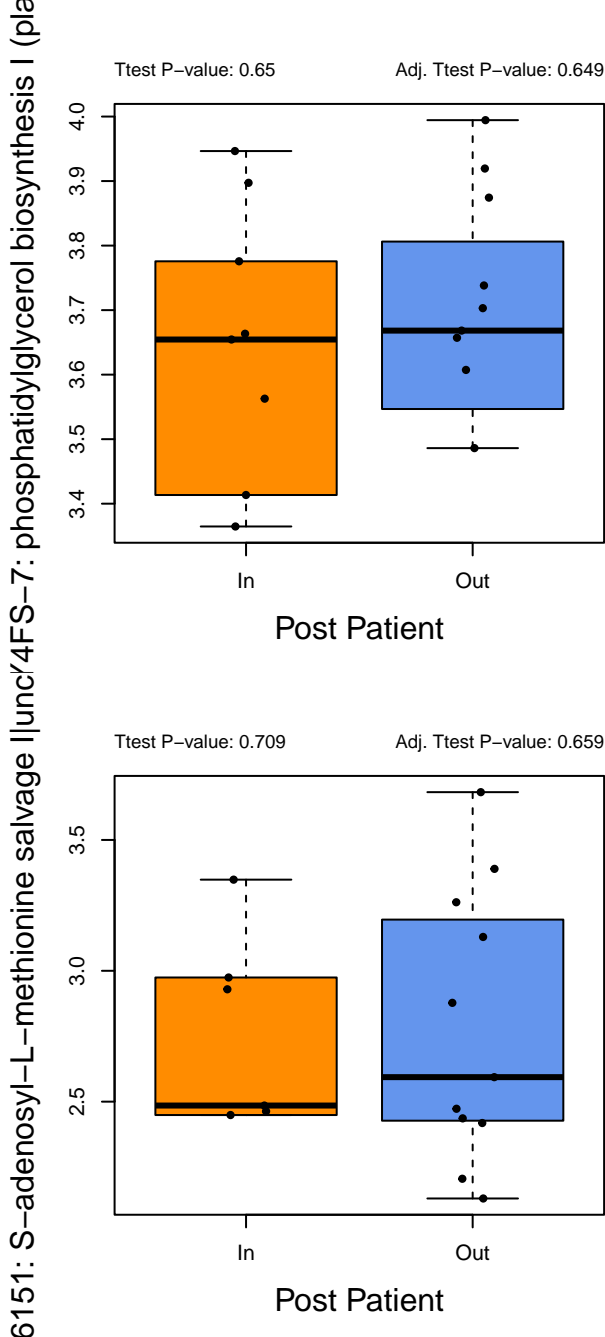 Ttest P−value: 0.65 Adj. Ttest P−value: 0.649
4FS−7: phosphatidylglycerol biosynthesis I (pla
4.0
3.9
3.8
3.7
3.6
3.5
3.4
In Out
Post Patient
Ttest P−value: 0.709 Adj. Ttest P−value: 0.659
6151: S−adenosyl−L−methionine salvage I|unc
3.5
3.0
2.5
In Out
Post Patient